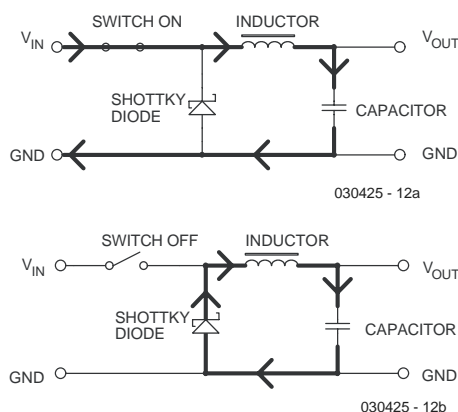 SWITCH ON
INDUCTOR
VIN
VOUT
SHOTTKY
DIODE
CAPACITOR
GND
GND
030425 - 12a
SWITCH OFF
INDUCTOR
VIN
VOUT
SHOTTKY
DIODE
CAPACITOR
GND
GND
030425 - 12b